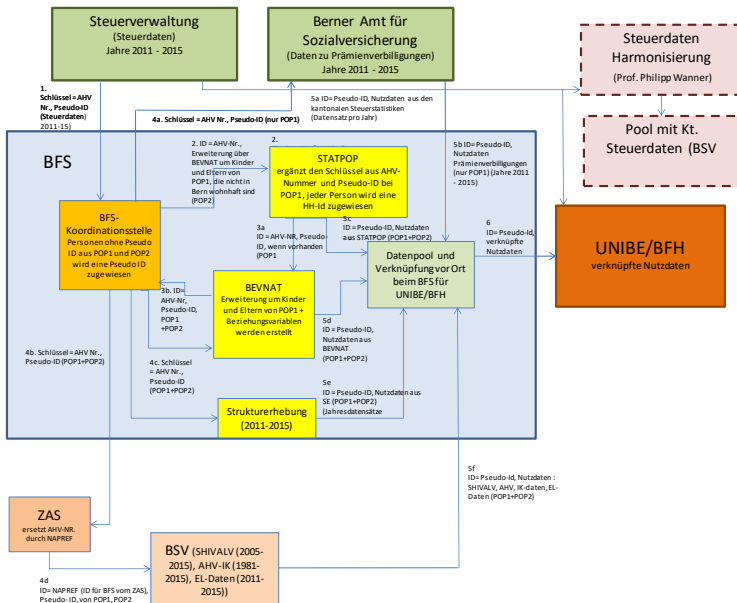 Steuerverwaltung
(Steuerdaten)
Jahre 2011 - 2015
Berner Amt für
Sozialversicherung
(Daten zu Prämienverbilligungen)
Jahre 2011 - 2015
Steuerdaten
Harmonisierung
(Prof. Philipp Wanner)
Pool mit Kt.
Steuerdaten (BSV
1.
Schlüssel = AHV
Nr., Pseudo-ID
(Steuerdaten)
2011-15)
4a. Schlüssel = AHV Nr., Pseudo-ID (nur POP1)
5a ID= Pseudo-ID, Nutzdaten aus den
kantonalen Steuerstatistiken
(Datensatz pro Jahr)
BFS
2. ID = AHV-Nr.,
Erweiterung über
BEVNAT um Kinder
und Eltern von
POP1, die nicht in
Bern wohnhaft sind
(POP2)
2.
STATPOP
ergänzt den Schlüssel aus AHV-
Nummer und Pseudo-ID bei
POP1, jeder Person wird eine
HH-Id zugewiesen
5b ID=Pseudo-ID,
Nutzdaten
Prämienverbilligungen
(nur POP1) (Jahre 2011
- 2015)
BFS-
Koordinationsstelle
Personen ohne Pseudo
ID aus POP1 und POP2
wird eine Pseudo ID
zugewiesen
3a
ID = AHV-NR, Pseudo-
ID, wenn vorhanden
(POP1
5c
ID= Pseudo-ID, Nutzdaten
aus STATPOP (POP1+POP2)
6
ID=Pseudo-Id,
verknüpfte
Nutzdaten
Datenpool und
Verknüpfung vor Ort
beim BFS für
UNIBE/BFH
UNIBE/BFH
verknüpfte Nutzdaten
BEVNAT
Erweiterung um Kinder
und Eltern von POP1 +
Beziehungsvariablen
werden erstellt
3b. ID=
AHV-Nr,
Pseudo-ID,
POP1
+POP2
5d
ID = Pseudo-ID,
Nutzdaten aus
BEVNAT
(POP1+POP2)
4b. Schlüssel = AHV Nr.,
Pseudo-ID (POP1+POP2)
4c. Schlüssel
= AHV Nr.,
Pseudo-ID
(POP1+POP2)
5e
ID = Pseudo-ID, Nutzdaten aus
SE (POP1+POP2)
(Jahresdatensätze
Strukturerhebung
(2011-2015)
5f
ID= Pseudo-Id, Nutzdaten :
SHIVALV, AHV, IK-daten, EL-
Daten (POP1+POP2)
ZAS
ersetzt AHV-NR.
durch NAPREF
BSV (SHIVALV (2005-
2015), AHV-IK (1981-
2015), EL-Daten (2011-
2015))
4d
ID= NAPREF (ID für BFS vom ZAS),
Pseudo- ID, von POP1, POP2